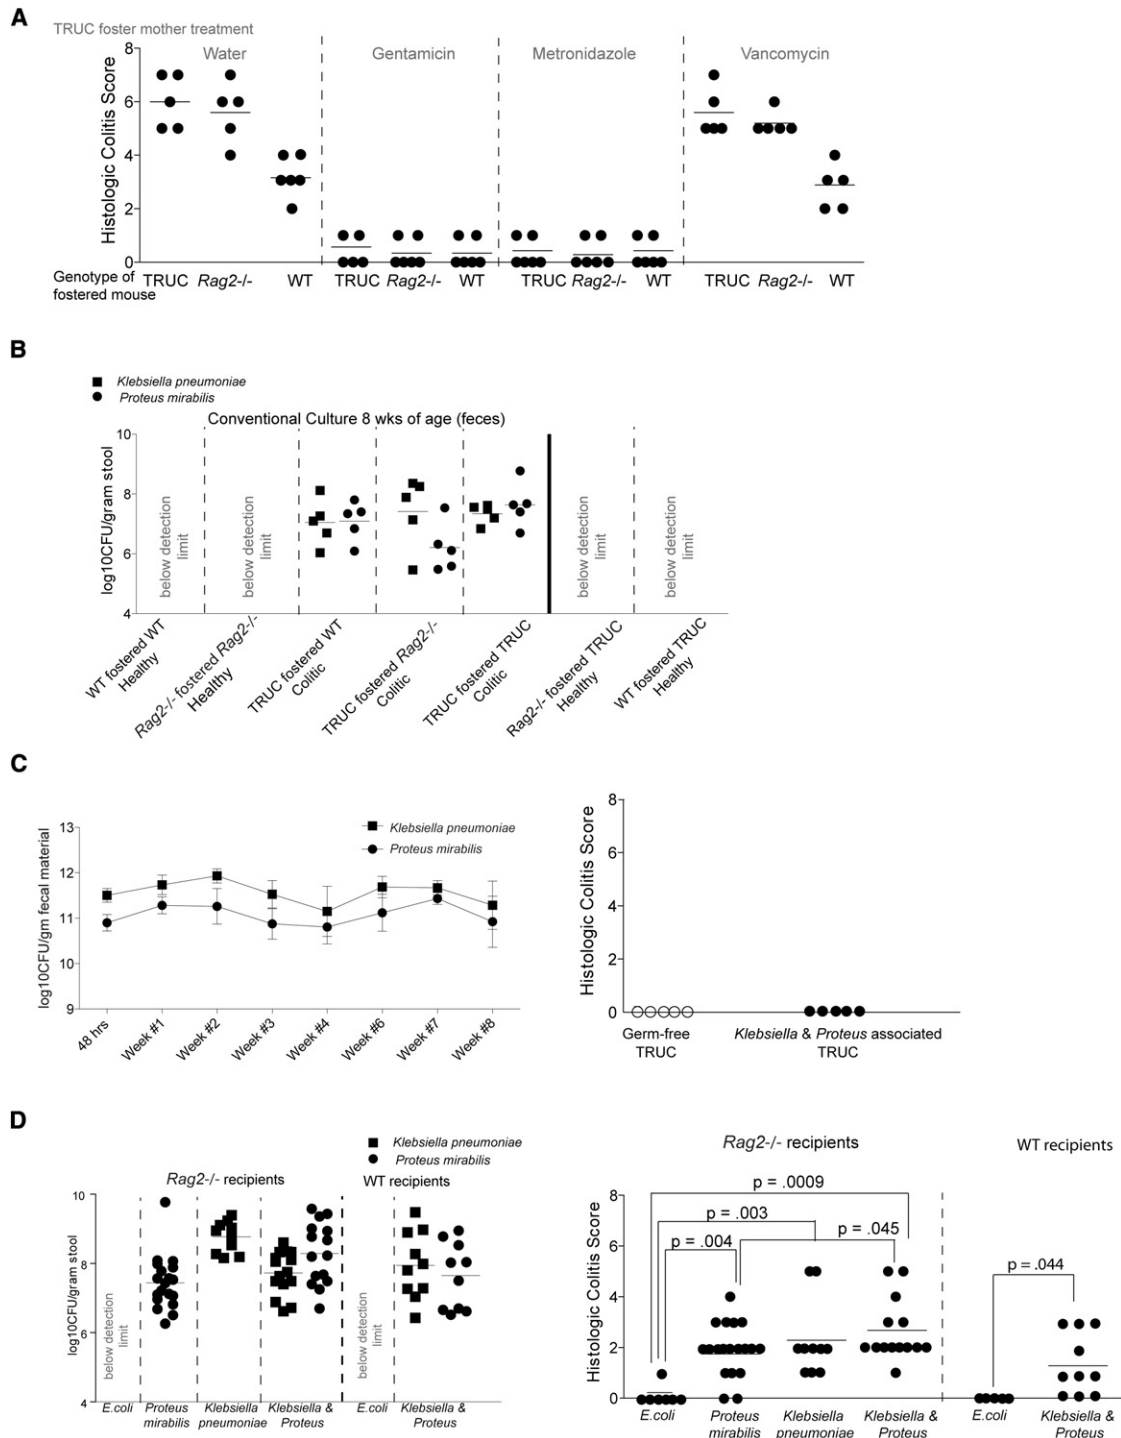 A
TRUC foster mother treatment
Water Gentamicin Metronidazole Vancomycin
Histologic Colitis Score
8
6
4
2
0
Genotype of fostered mouse
TRUC Rag2-/- WT TRUC Rag2-/- WT TRUC Rag2-/- WT TRUC Rag2-/- WT
B
Klebsiella pneumoniae
Proteus mirabilis
Conventional Culture 8 wks of age (feces)
log10CFU/gram stool
10
8
6
4
below detection limit
below detection limit
below detection limit
below detection limit
WT fostered WT
Healthy
Rag2-/- fostered Rag2-/-
Healthy
TRUC fostered WT
Colitic
TRUC fostered Rag2-/-
Colitic
TRUC fostered TRUC
Colitic
Rag2-/- fostered TRUC
Healthy
WT fostered TRUC
Healthy
C
Klebsiella pneumoniae
Proteus mirabilis
log10CFU/gm fecal material
13
12
11
10
9
48 hrs Week #1 Week #2 Week #3 Week #4 Week #6 Week #7 Week #8
Histologic Colitis Score
8
6
4
2
0
Germ-free
TRUC
Klebsiella & Proteus associated
TRUC
D
Klebsiella pneumoniae
Proteus mirabilis
Rag2-/- recipients WT recipients
log10CFU/gram stool
10
8
6
4
below detection limit
below detection limit
E.coli
Proteus
mirabilis
Klebsiella
pneumoniae
Klebsiella &
Proteus
E.coli
Klebsiella &
Proteus
Rag2-/- recipients WT recipients
Histologic Colitis Score
8
6
4
2
0
p = .0009
p = .003
p = .045
p = .004
p = .044
E.coli
Proteus
mirabilis
Klebsiella
pneumoniae
Klebsiella &
Proteus
E.coli
Klebsiella &
Proteus